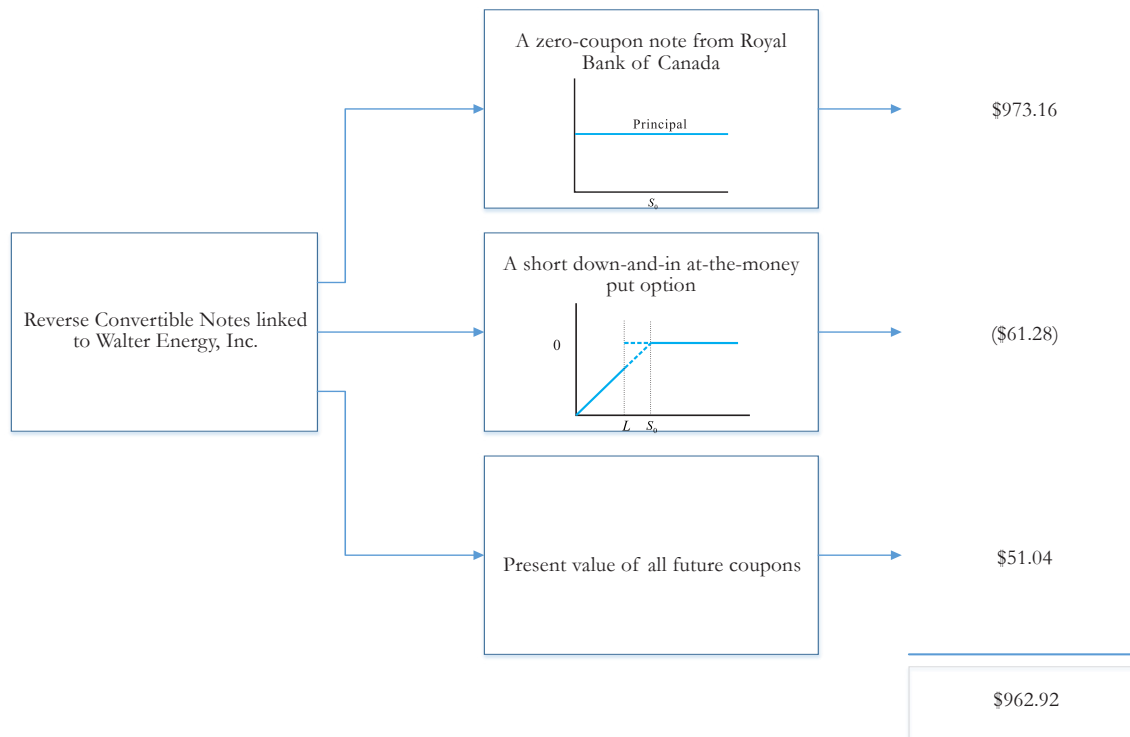 A zero-coupon note from Royal
Bank of Canada
Principal
S₀
$973.16
Reverse Convertible Notes linked
to Walter Energy, Inc.
A short down-and-in at-the-money
put option
0
L S₀
($61.28)
Present value of all future coupons
$51.04
$962.92